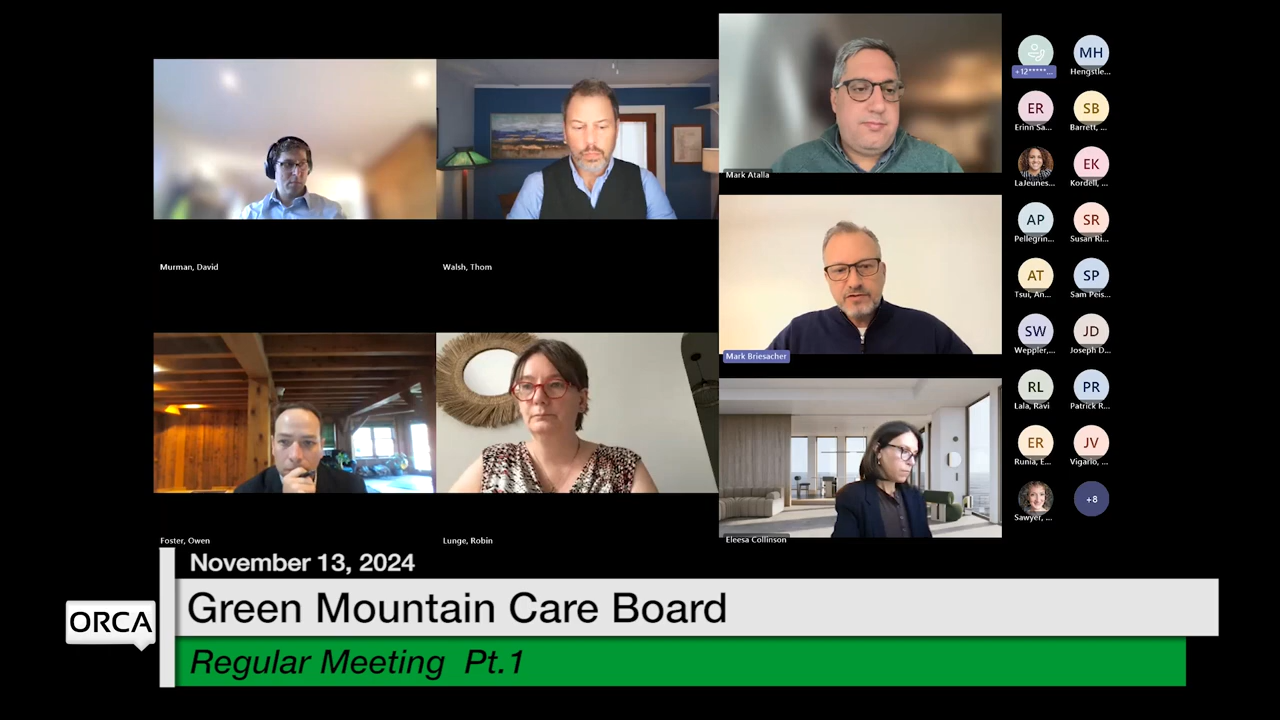 Murman, David
Walsh, Thom
Mark Atalla
Mark Briesacher
Foster, Owen
Lunge, Robin
Eleesa Collinson
+12*****...
MH
Hengstle...
ER
Erinn Sa...
SB
Barrett, ...
LaJeunes...
EK
Kordell, ...
AP
Pellegrin...
SR
Susan Ri...
AT
Tsui, An...
SP
Sam Peis...
SW
Weppler,...
JD
Joseph D...
RL
Lala, Ravi
PR
Patrick R...
ER
Runia, E...
JV
Vigario, ...
Sawyer, ...
+8
November 13, 2024
ORCA
Green Mountain Care Board
Regular Meeting Pt.1